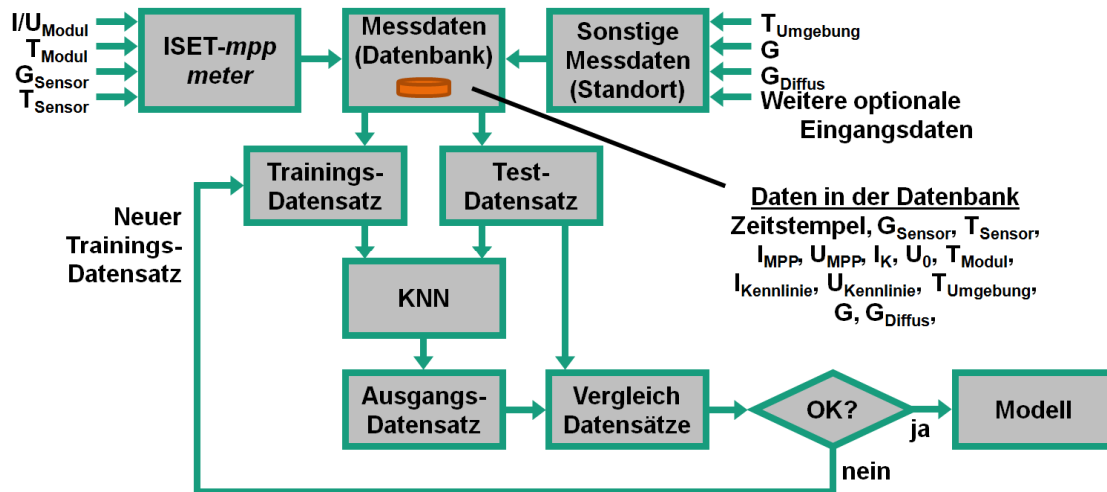 I/U_Modul
T_Modul
G_Sensor
T_Sensor
ISET-mpp
meter
Messdaten
(Datenbank)
Sonstige
Messdaten
(Standort)
T_Umgebung
G
G_Diffus
Weitere optionale
Eingangsdaten
Trainings-
Datensatz
Test-
Datensatz
Neuer
Trainings-
Datensatz
Daten in der Datenbank
Zeitstempel, G_Sensor, T_Sensor,
I_MPP, U_MPP, I_K, U_0, T_Modul,
I_Kennlinie, U_Kennlinie, T_Umgebung,
G, G_Diffus,
KNN
Ausgangs-
Datensatz
Vergleich
Datensätze
OK?
ja
Modell
nein